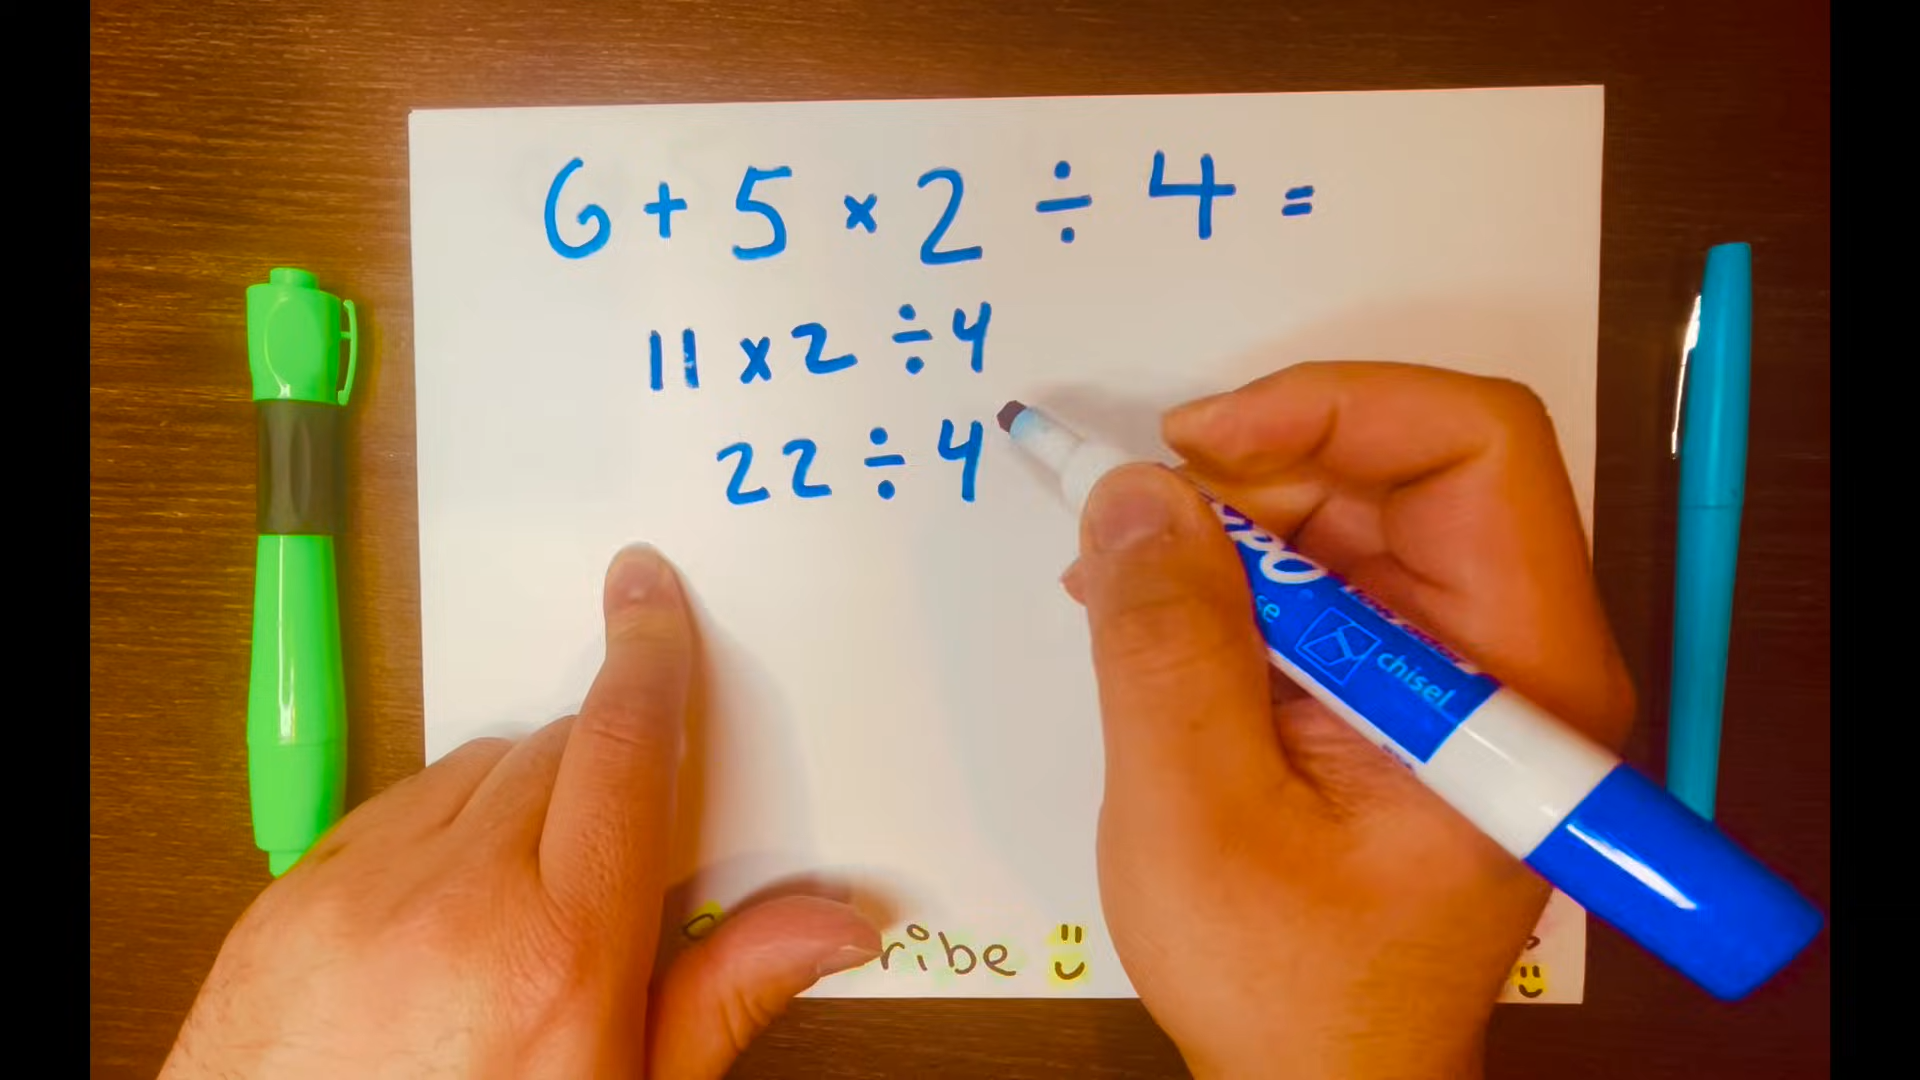 6 + 5 × 2 ÷ 4 =
11 × 2 ÷ 4
22 ÷ 4
chisel
ribe